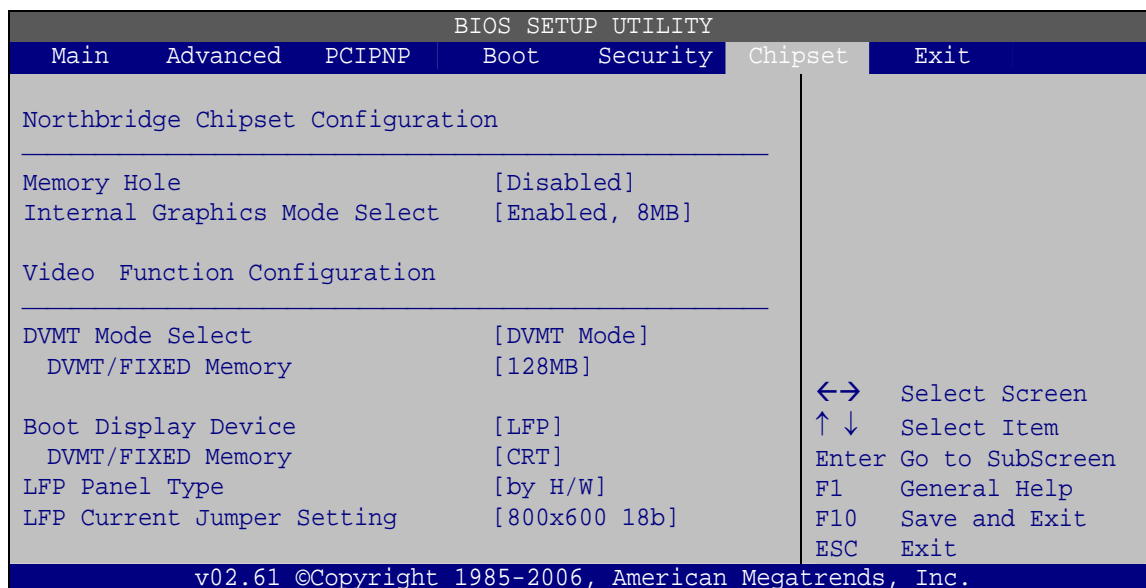 BIOS SETUP UTILITY
Main Advanced PCIPNP Boot Security Chipset Exit
Northbridge Chipset Configuration
Memory Hole [Disabled]
Internal Graphics Mode Select [Enabled, 8MB]
Video Function Configuration
DVMT Mode Select [DVMT Mode]
DVMT/FIXED Memory [128MB]
Boot Display Device [LFP]
DVMT/FIXED Memory [CRT]
LFP Panel Type [by H/W]
LFP Current Jumper Setting [800x600 18b]
←→ Select Screen
↑ ↓ Select Item
Enter Go to SubScreen
F1 General Help
F10 Save and Exit
ESC Exit
v02.61 ©Copyright 1985-2006, American Megatrends, Inc.